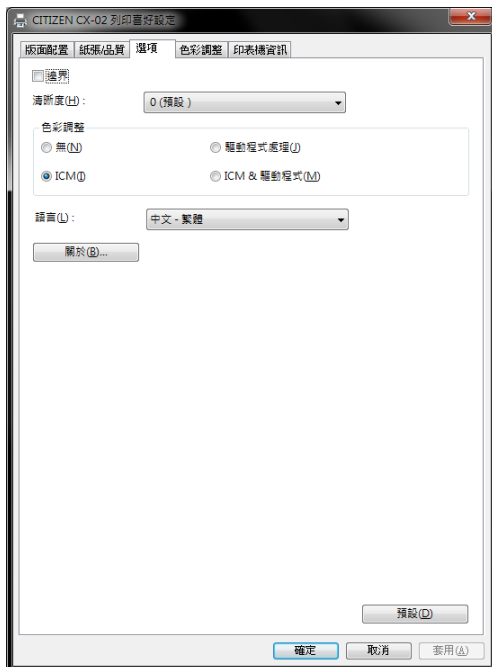 CITIZEN CX-02 列印喜好設定
版面配置 紙張/品質 選項 色彩調整 印表機資訊
邊界
清晰度(H)： 0 (預設 )
色彩調整
無(N) 驅動程式處理(J)
ICM(I) ICM & 驅動程式(M)
語言(L)： 中文 - 繁體
關於(B)...
預設(D)
確定 取消 套用(A)